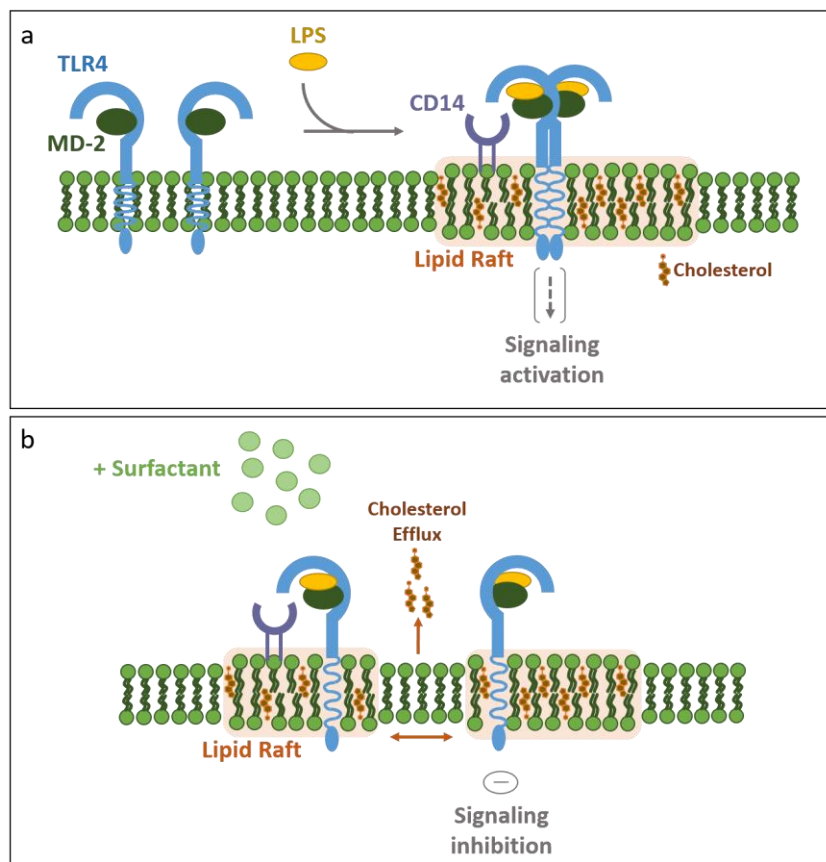 a
LPS
TLR4
CD14
MD-2
Lipid Raft
Cholesterol
Signaling
activation
b
+ Surfactant
Cholesterol
Efflux
Lipid Raft
Signaling
inhibition